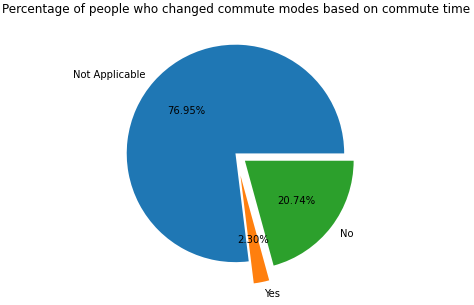 Percentage of people who changed commute modes based on commute time
Not Applicable
76.95%
20.74%
2.30%
No
Yes